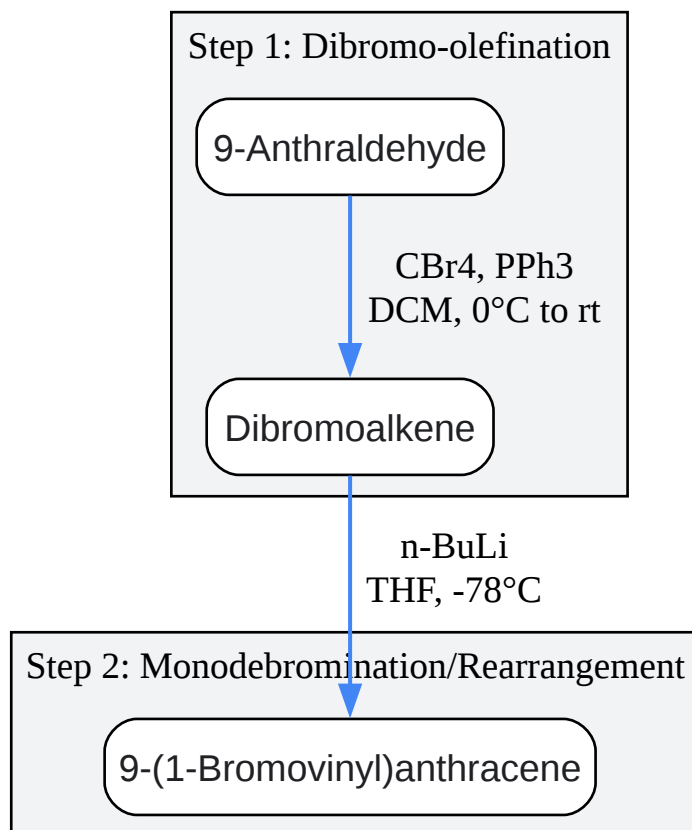 Step 1: Dibromo-olefination
9-Anthraldehyde
CBr4, PPh3
DCM, 0°C to rt
Dibromoalkene
n-BuLi
THF, -78°C
Step 2: Monodebromination/Rearrangement
9-(1-Bromovinyl)anthracene